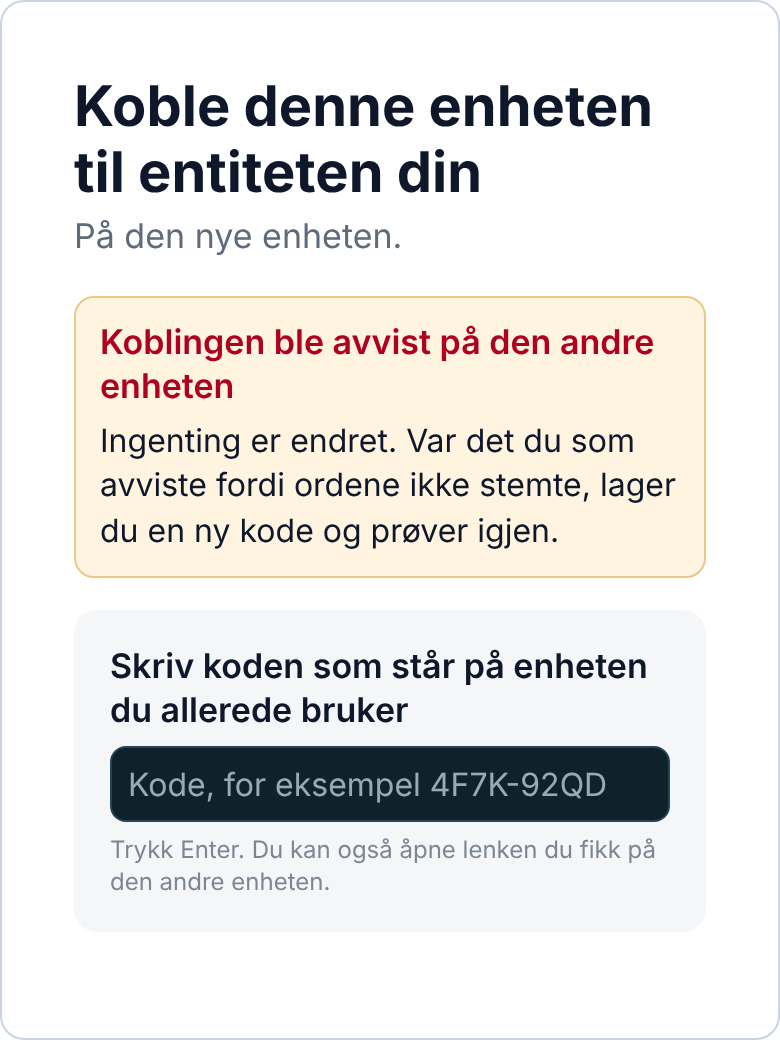 Koble denne enheten
til entiteten din
På den nye enheten.
Koblingen ble avvist på den andre
enheten
Ingenting er endret. Var det du som
avviste fordi ordene ikke stemte, lager
du en ny kode og prøver igjen.
Skriv koden som står på enheten
du allerede bruker
Kode, for eksempel 4F7K-92QD
Trykk Enter. Du kan også åpne lenken du fikk på
den andre enheten.